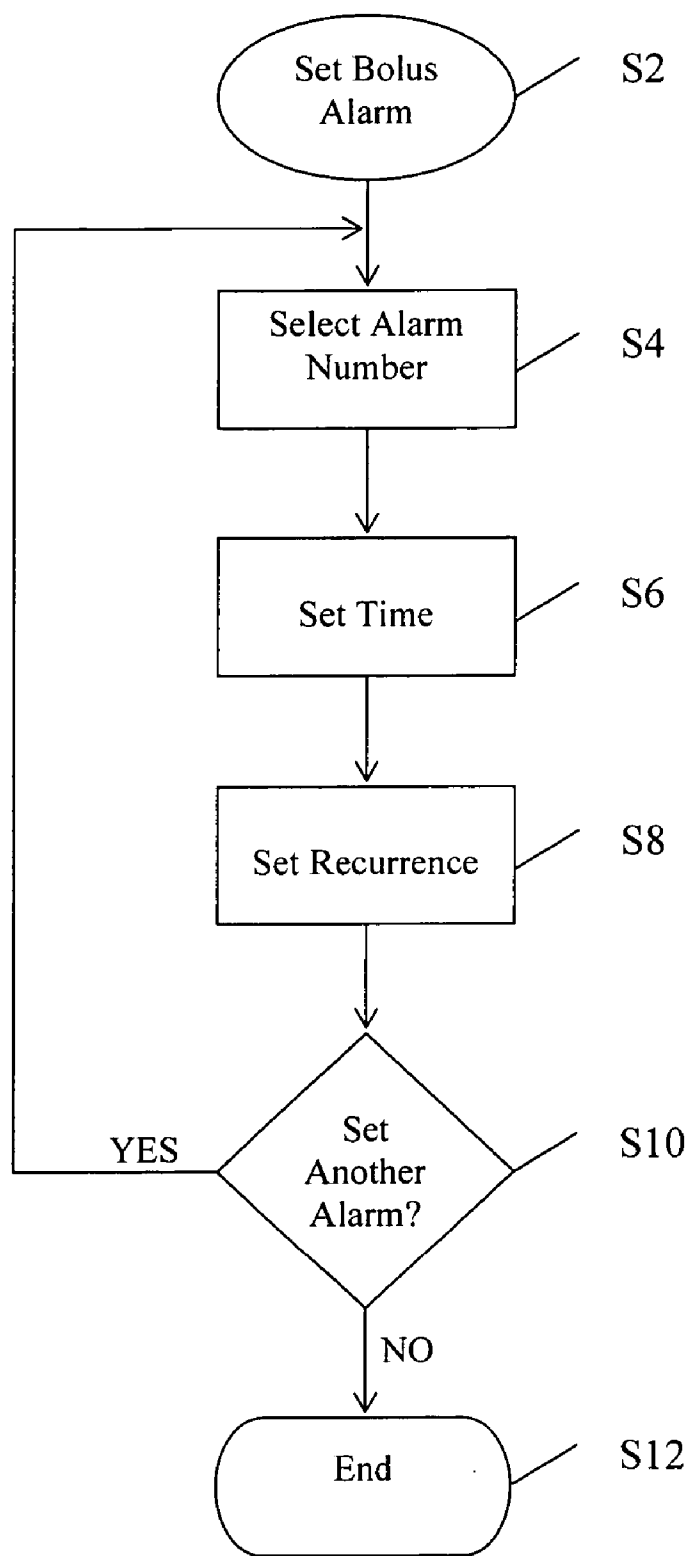 Set Bolus
Alarm
S2
Select Alarm
Number
S4
Set Time
S6
Set Recurrence
S8
YES
Set
Another
Alarm?
S10
NO
End
S12